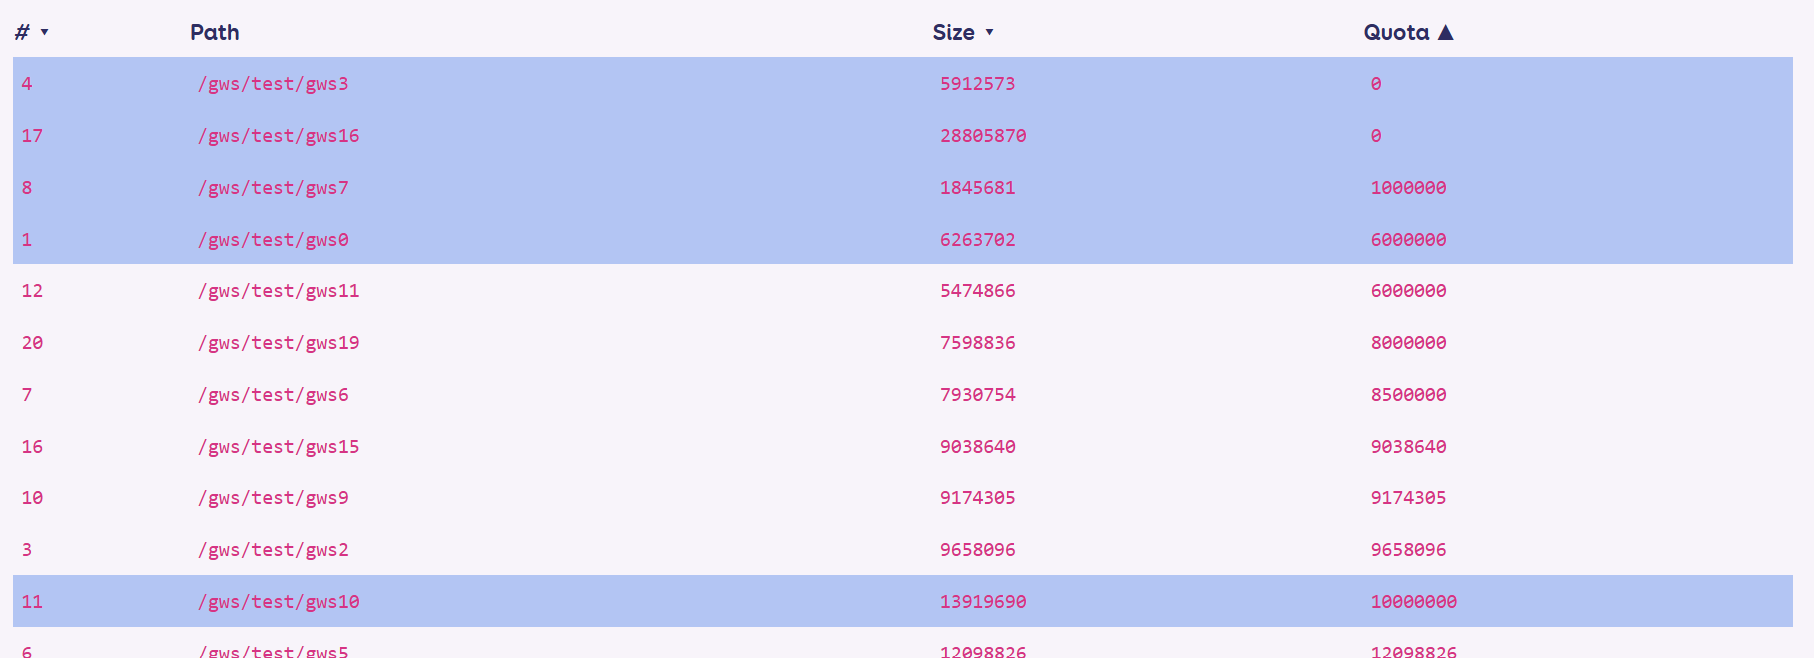 # ▼ Path Size ▼ Quota ▲
4 /gws/test/gws3 5912573 0
17 /gws/test/gws16 28805870 0
8 /gws/test/gws7 1845681 1000000
1 /gws/test/gws0 6263702 6000000
12 /gws/test/gws11 5474866 6000000
20 /gws/test/gws19 7598836 8000000
7 /gws/test/gws6 7930754 8500000
16 /gws/test/gws15 9038640 9038640
10 /gws/test/gws9 9174305 9174305
3 /gws/test/gws2 9658096 9658096
11 /gws/test/gws10 13919690 10000000
6 /gws/test/gws5 12098826 12098826